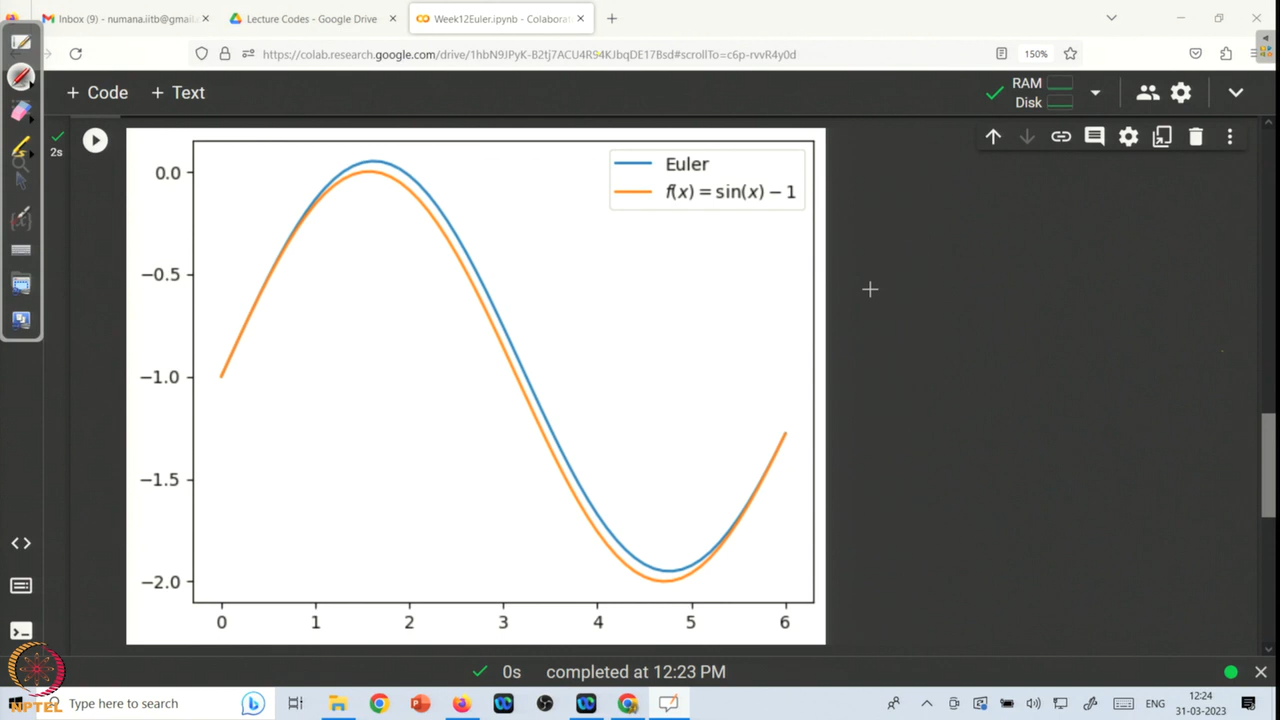 Inbox (9) - numana.iitb@gmail.
Lecture Codes - Google Drive
Week12Euler.ipynb - Colaborat
https://colab.research.google.com/drive/1hbN9JPyK-B2tj7ACU4R94KJbqDE17Bsd#scrollTo=c6p-rvvR4y0d
150%
+ Code + Text
RAM
Disk
2s
Euler
f(x) = sin(x) − 1
0.0
−0.5
−1.0
−1.5
−2.0
0 1 2 3 4 5 6
0s completed at 12:23 PM
NPTEL
Type here to search
ENG
12:24
31-03-2023